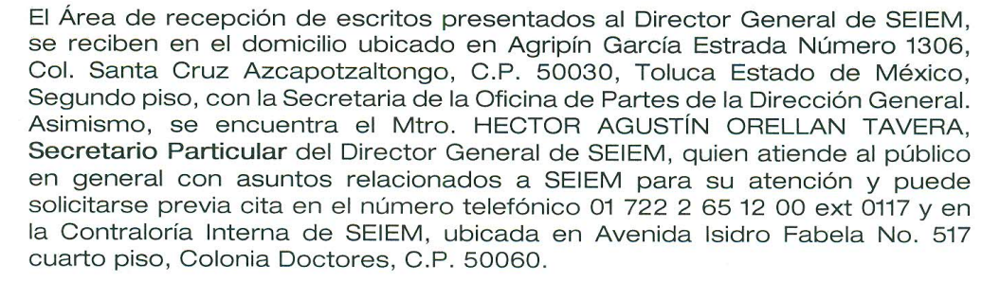 El Área de recepción de escritos presentados al Director General de SEIEM,
se reciben en el domicilio ubicado en Agripín García Estrada Número 1306,
Col. Santa Cruz Azcapotzaltongo, C.P. 50030, Toluca Estado de México,
Segundo piso, con la Secretaria de la Oficina de Partes de la Dirección General.
Asimismo, se encuentra el Mtro. HECTOR AGUSTÍN ORELLAN TAVERA,
Secretario Particular del Director General de SEIEM, quien atiende al público
en general con asuntos relacionados a SEIEM para su atención y puede
solicitarse previa cita en el número telefónico 01 722 2 65 12 00 ext 0117 y en
la Contraloría Interna de SEIEM, ubicada en Avenida Isidro Fabela No. 517
cuarto piso, Colonia Doctores, C.P. 50060.